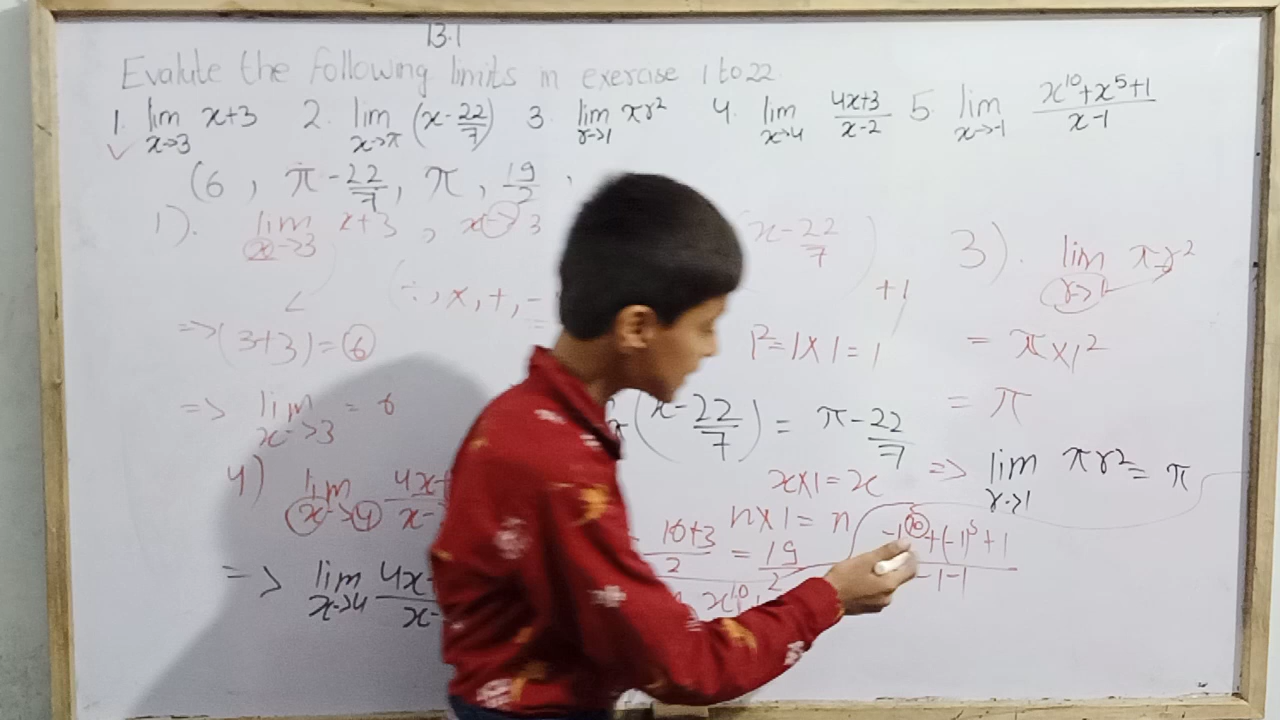 13.1
Evalute the following limits in exercise 1 to 22
1. lim x->3 x+3 2. lim x->π (x-22/7) 3. lim r->1 πr² 4. lim x->4 4x+3/x-2 5. lim x->-1 x¹⁰+x⁵+1/x-1
(6, π-22/7, π, 19/2,
1). lim x->3 x+3, x->3
x-22/7)
3). lim r->1 πr²
÷, x, +, -
+1
=>(3+3)=6
1²=1x1=1
= πx1²
=> lim x->3 = 6
(x-22/7) = π-22/7
= π
4) lim x->4 4x
x x 1 = x
=> lim r->1 πr² = π
n x 1 = n
16+3/2 = 19/2
-1¹⁰+(-1)⁵+1/-1-1
=> lim x->4 4x
x¹⁰+